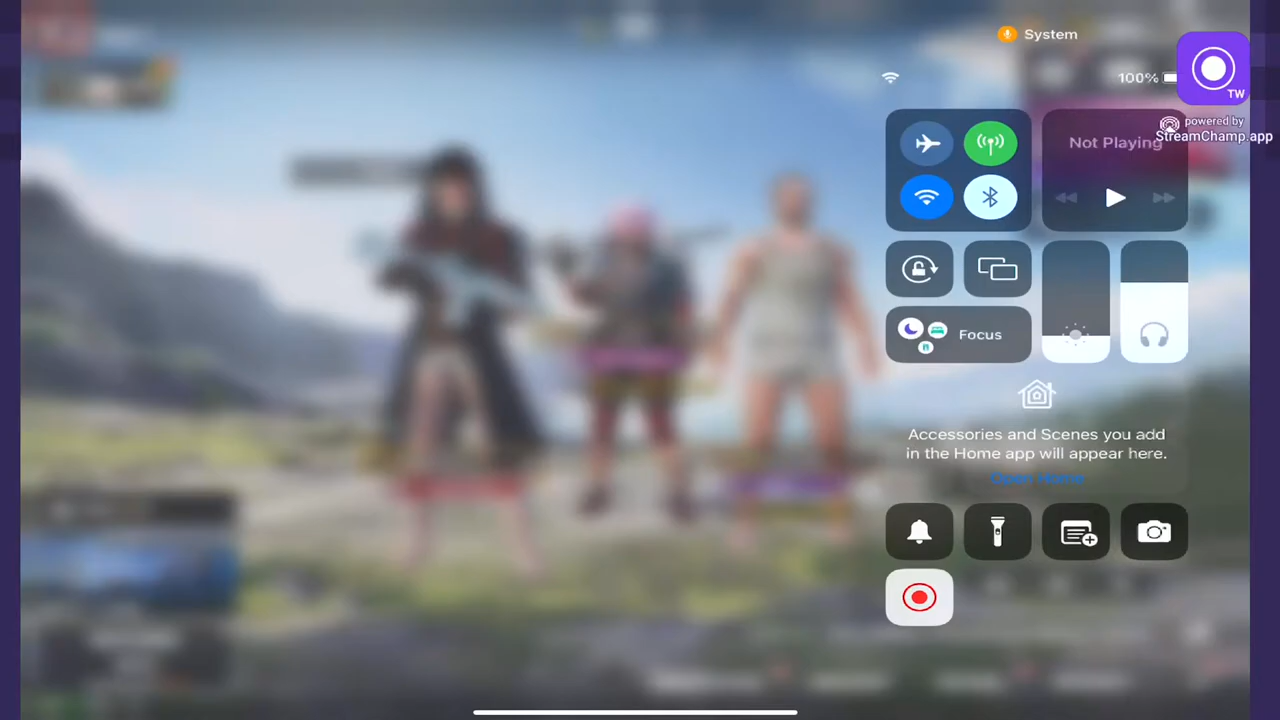 System
100%
TW
powered by
StreamChamp.app
Not Playing
Focus
Accessories and Scenes you add
in the Home app will appear here.
Open Home